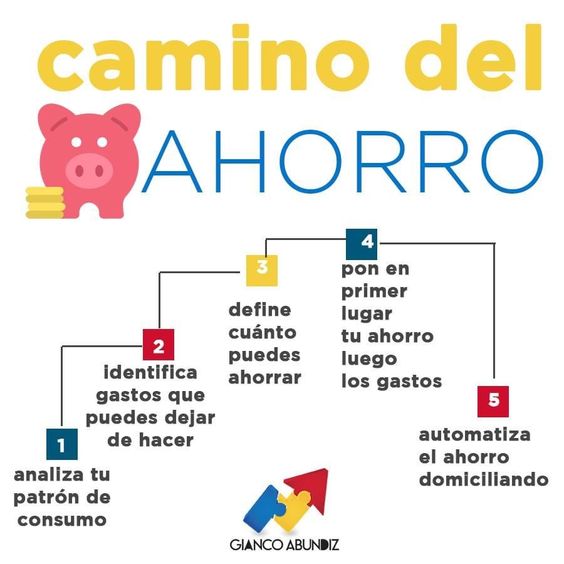 camino del
AHORRO
1
analiza tu
patrón de
consumo
2
identifica
gastos que
puedes dejar
de hacer
3
define
cuánto
puedes
ahorrar
4
pon en
primer
lugar
tu ahorro
luego
los gastos
5
automatiza
el ahorro
domiciliando
GIANCO ABUNDIZ